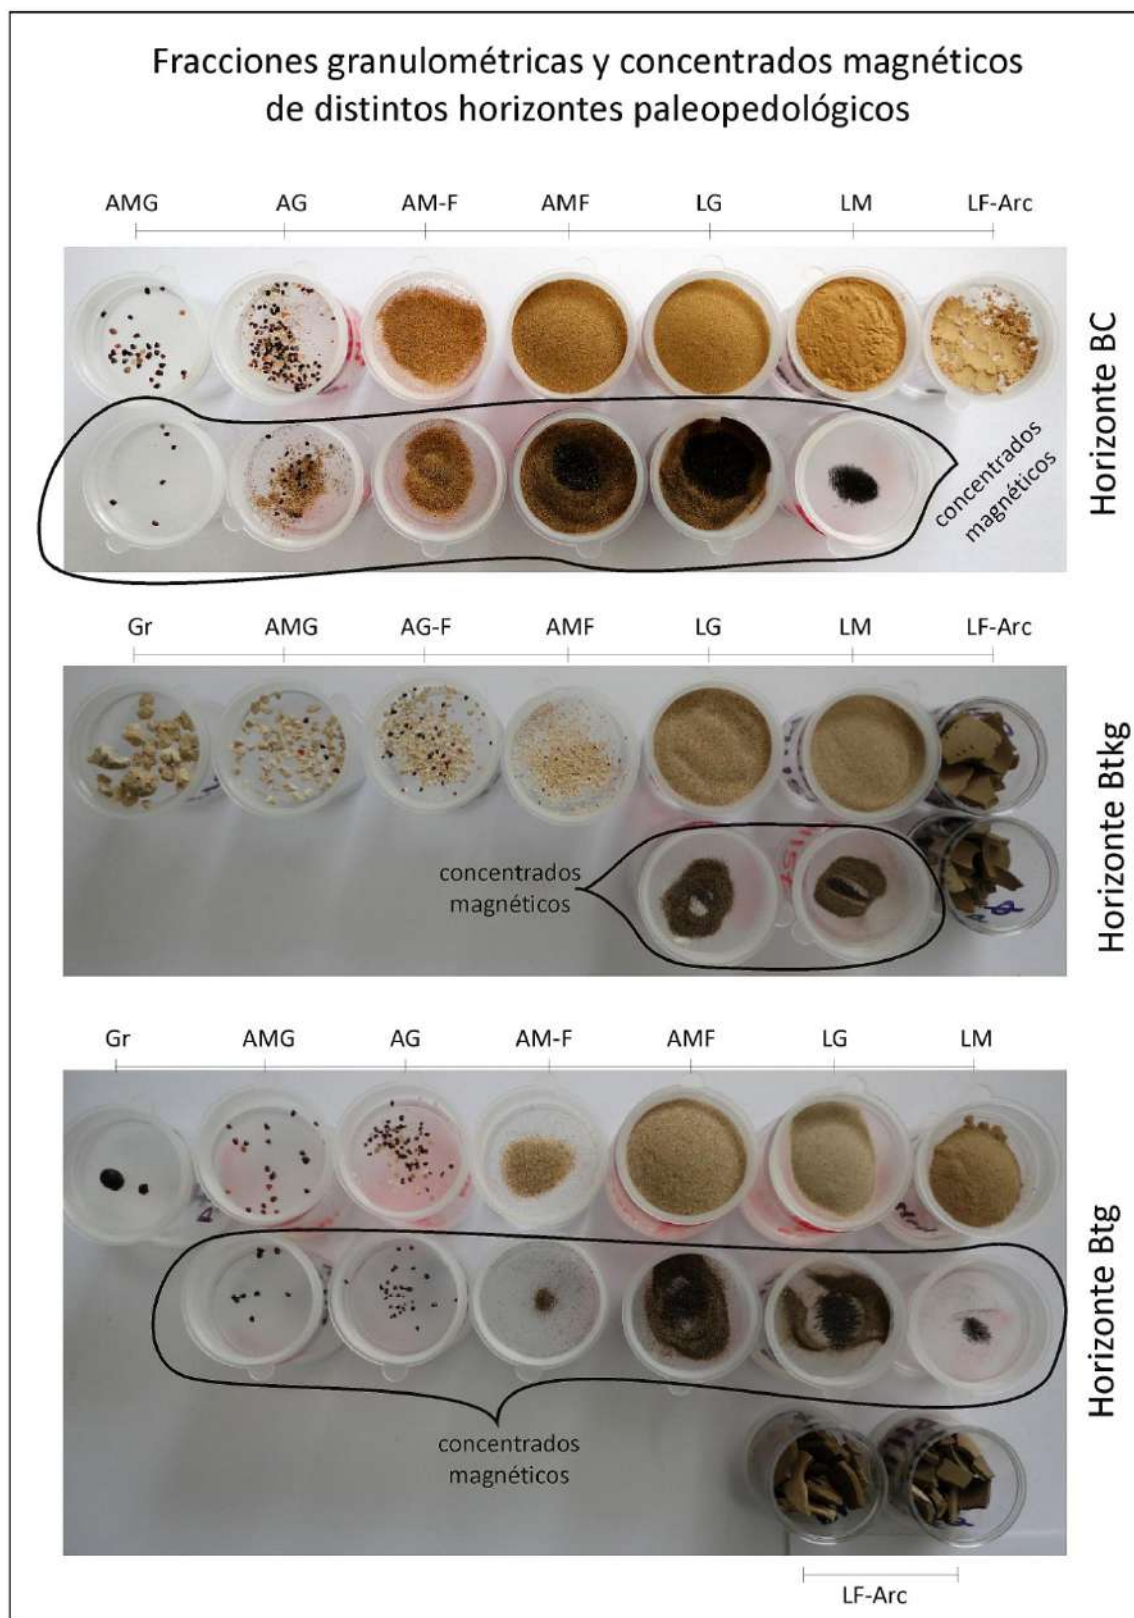 Fracciones granulométricas y concentrados magnéticos
de distintos horizontes paleopedológicos
AMG AG AM-F AMF LG LM LF-Arc
Horizonte BC
concentrados
magnéticos
Gr AMG AG-F AMF LG LM LF-Arc
Horizonte Btkg
concentrados
magnéticos
Gr AMG AG AM-F AMF LG LM
Horizonte Btg
concentrados
magnéticos
LF-Arc